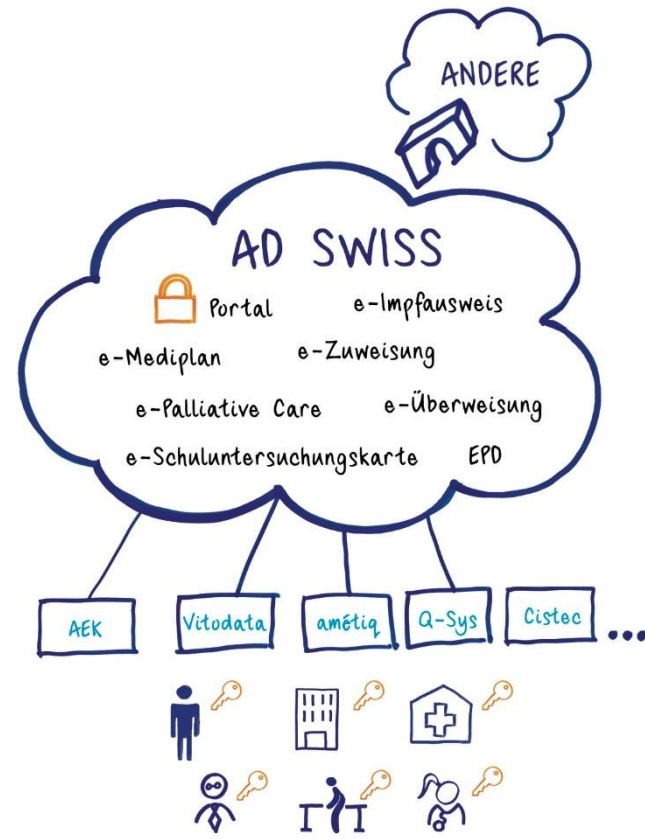 ANDERE
AD SWISS
Portal e-Impfausweis
e-Mediplan e-Zuweisung
e-Palliative Care e-Überweisung
e-Schuluntersuchungskarte EPD
AEK Vitodata amétiq Q-Sys Cistec ...